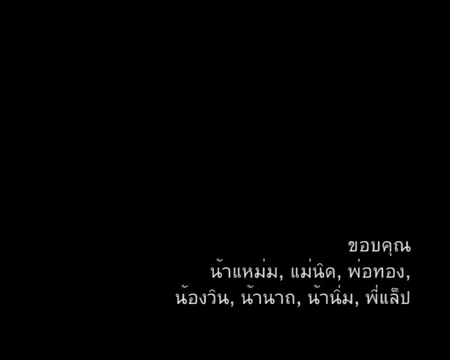 ขอบคุณ
น้าแหม่ม, แม่นิด, พ่อทอง,
น้องวิน, น้านาถ, น้านิ่ม, พี่แล็ป